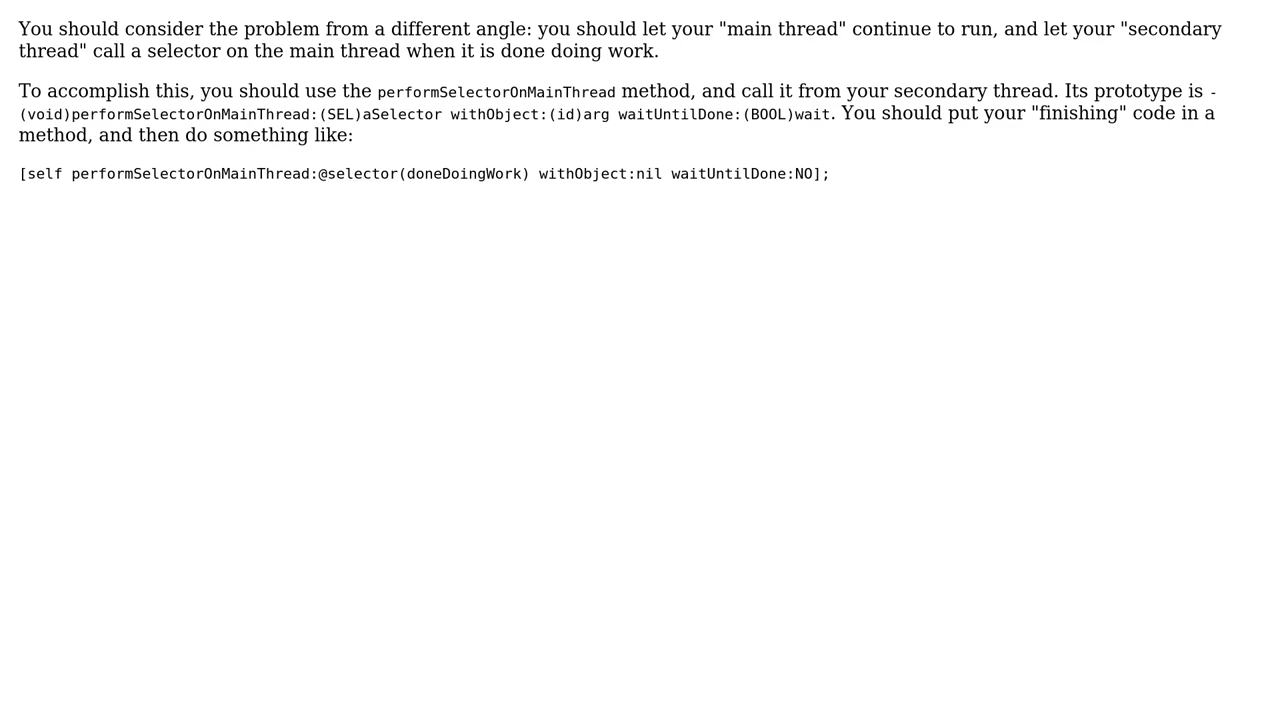 You should consider the problem from a different angle: you should let your "main thread" continue to run, and let your "secondary
thread" call a selector on the main thread when it is done doing work.
To accomplish this, you should use the performSelectorOnMainThread method, and call it from your secondary thread. Its prototype is -
(void)performSelectorOnMainThread:(SEL)aSelector withObject:(id)arg waitUntilDone:(BOOL)wait. You should put your "finishing" code in a
method, and then do something like:
[self performSelectorOnMainThread:@selector(doneDoingWork) withObject:nil waitUntilDone:NO];